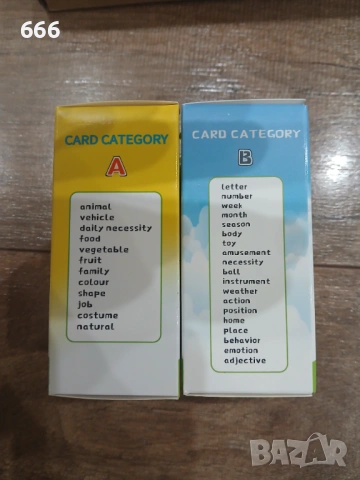 666
CARD CATEGORY
A
animal
vehicle
daily necessity
food
vegetable
fruit
family
colour
shape
job
costume
natural
CARD CATEGORY
B
letter
number
week
month
season
body
toy
amusement
necessity
ball
instrument
weather
action
position
home
place
behavior
emotion
adjective
BAZAR